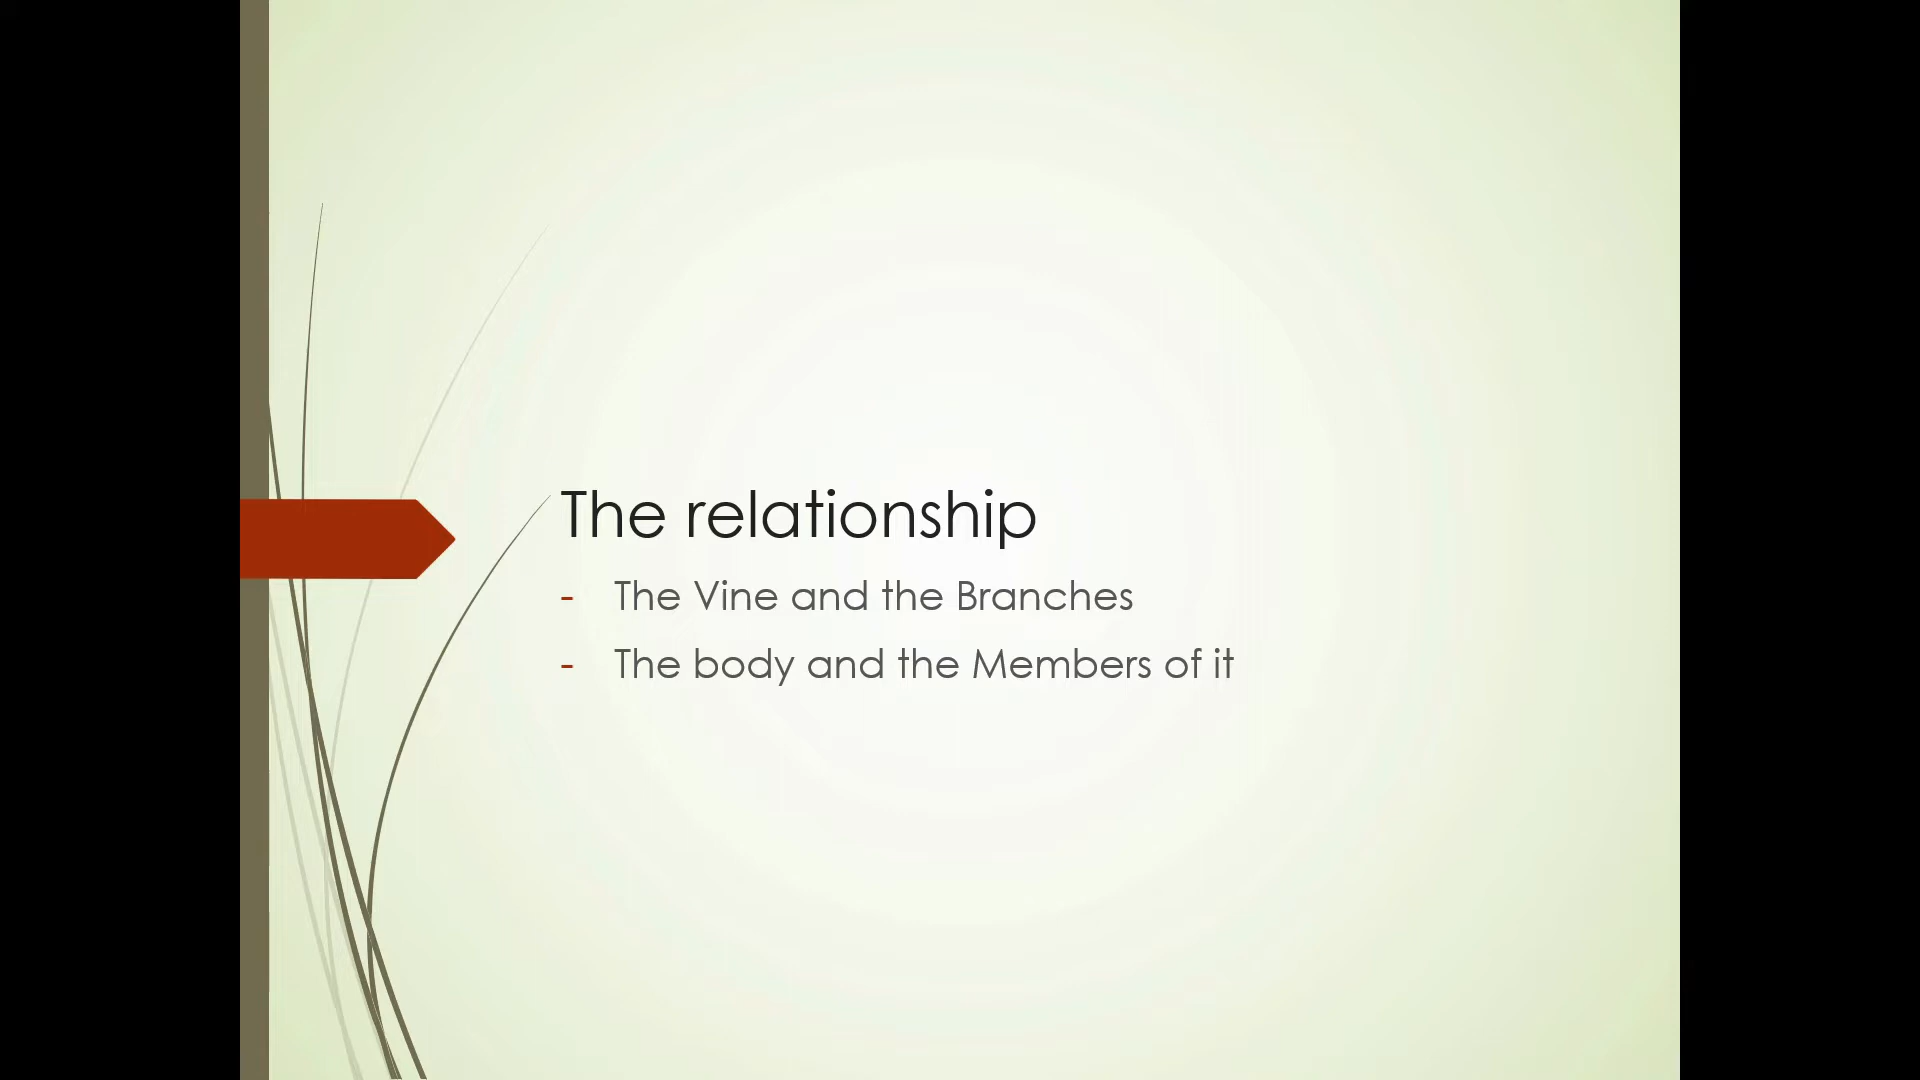 The relationship
- The Vine and the Branches
- The body and the Members of it